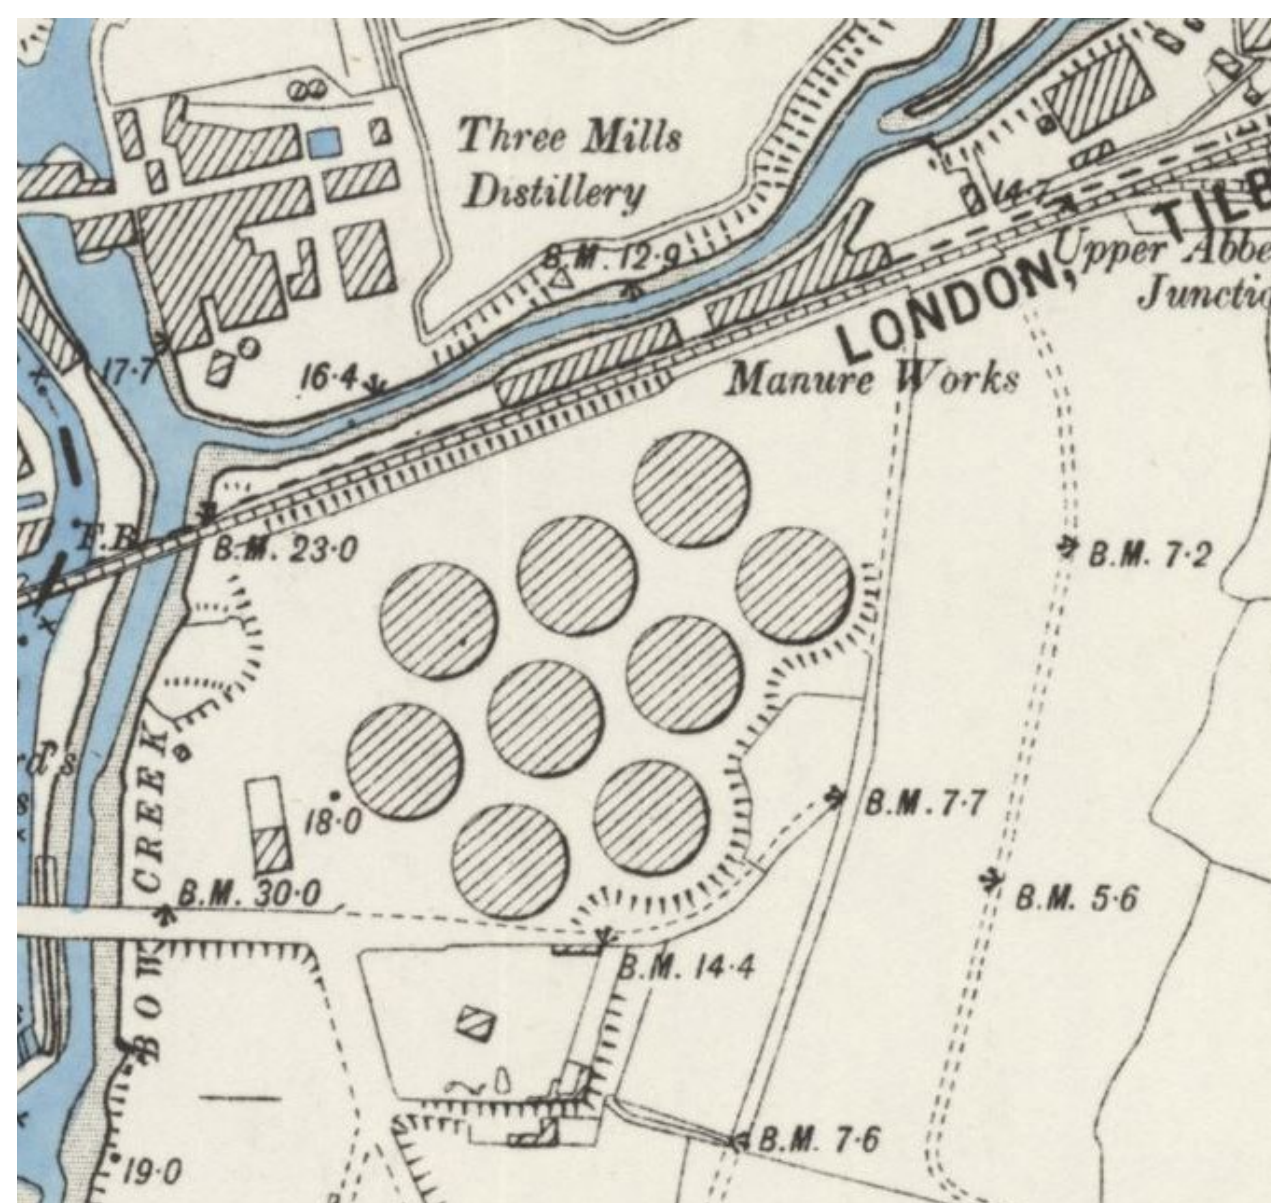 Three Mills
Distillery
B.M. 12·9
14·7
LONDON, TILB
Upper Abbe
Junctio
17·7
16·4
Manure Works
F.B.
B.M. 23·0
B.M. 7·2
rd's
s
18·0
B.M. 7·7
BOW CREEK
B.M. 30·0
B.M. 5·6
B.M. 14·4
B.M. 7·6
19·0